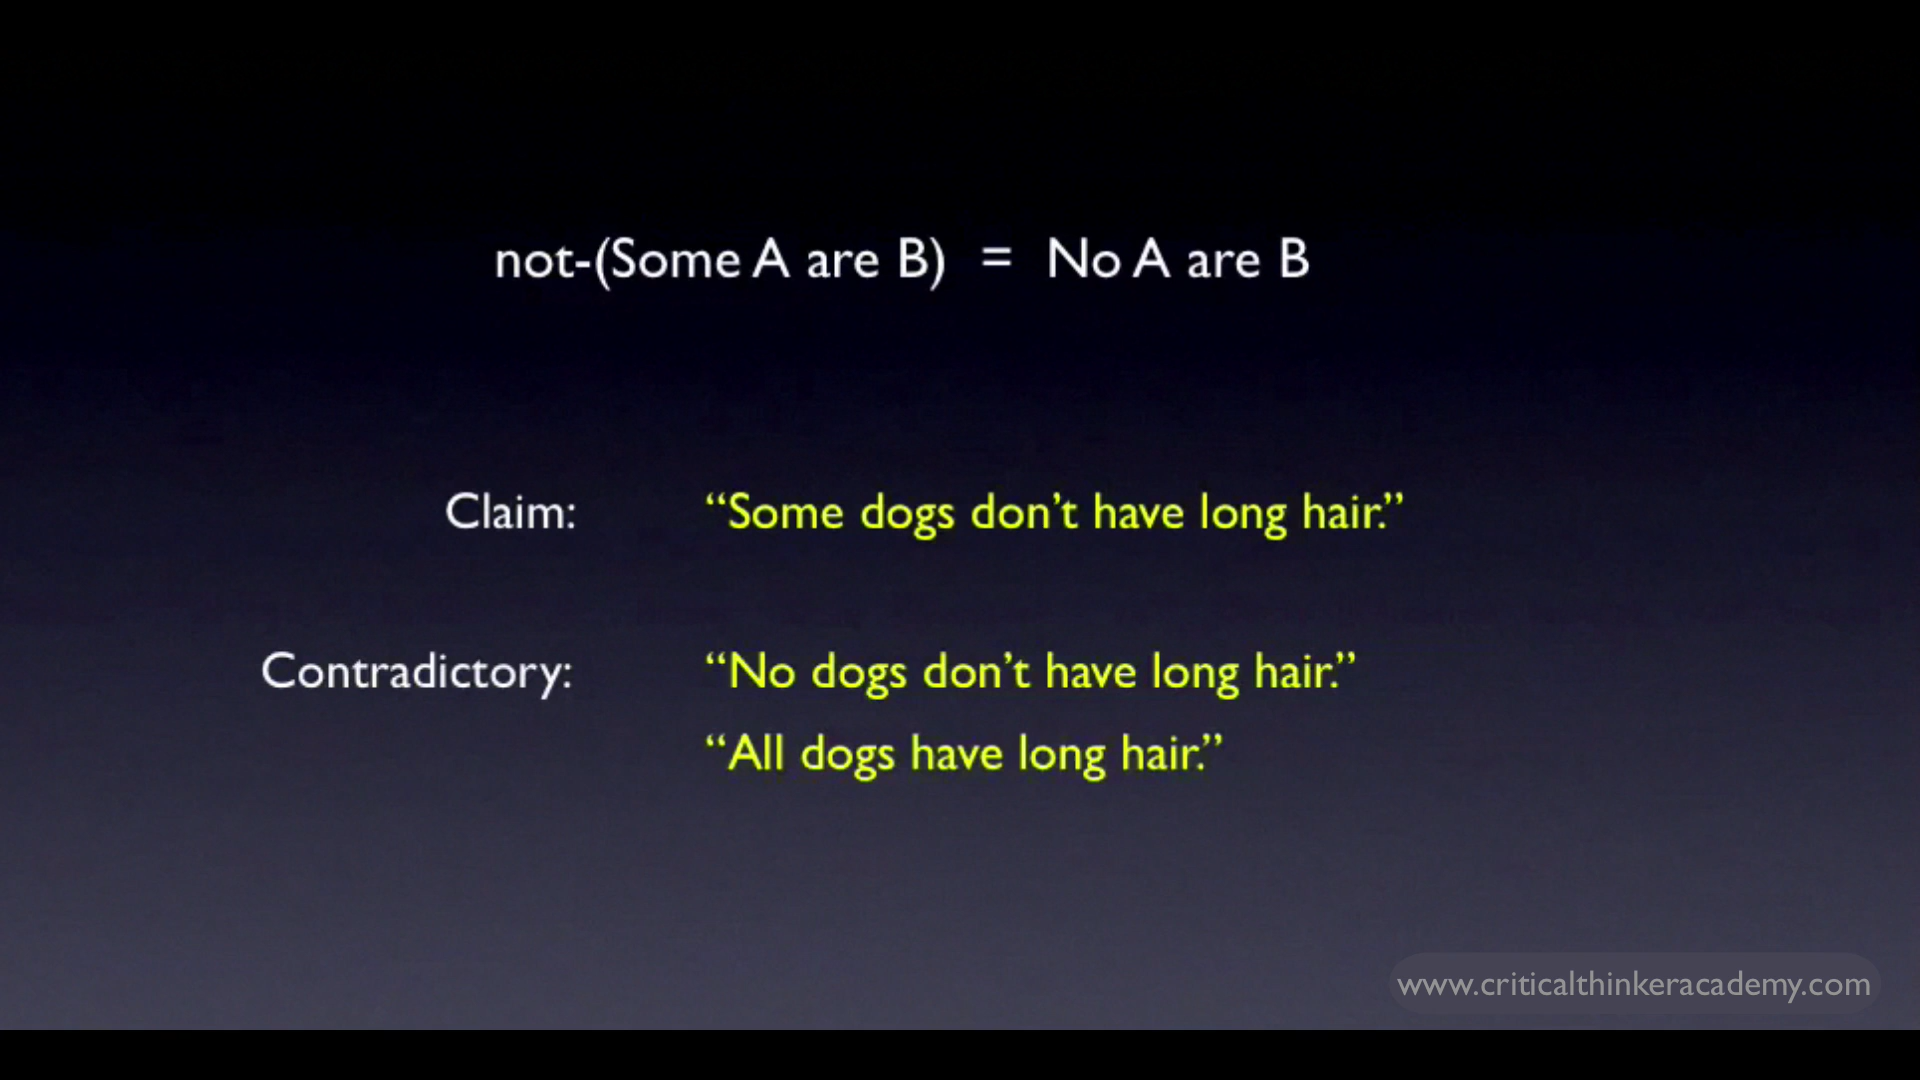 not-(Some A are B) = No A are B
Claim: “Some dogs don’t have long hair.”
Contradictory: “No dogs don’t have long hair.”
“All dogs have long hair.”
www.criticalthinkeracademy.com